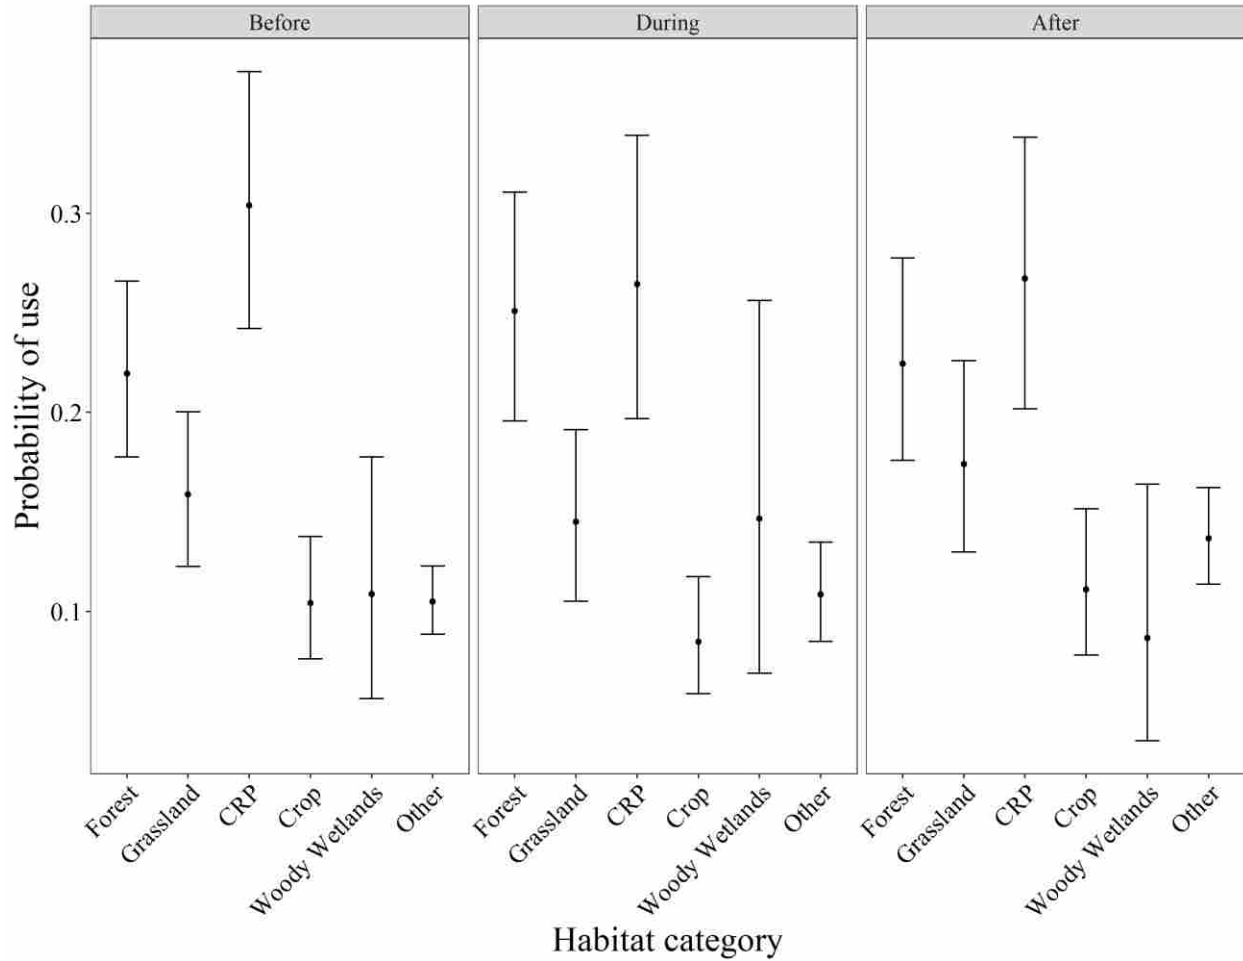 Before During After
Probability of use
0.3
0.2
0.1
Forest Grassland CRP Crop Woody Wetlands Other Forest Grassland CRP Crop Woody Wetlands Other Forest Grassland CRP Crop Woody Wetlands Other
Habitat category